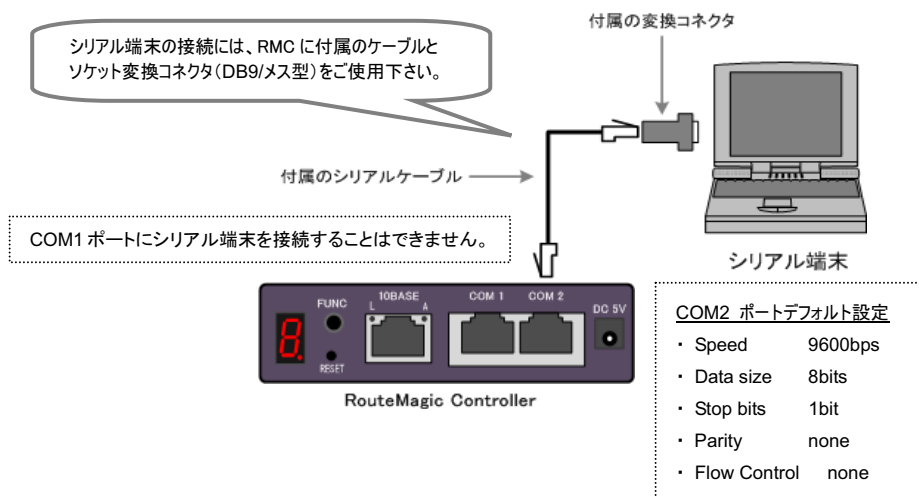 付属の変換コネクタ
シリアル端末の接続には、RMC に付属のケーブルと
ソケット変換コネクタ(DB9/メス型)をご使用下さい。
付属のシリアルケーブル
COM1 ポートにシリアル端末を接続することはできません。
シリアル端末
FUNC
10BASE
L A
COM 1 COM 2
DC 5V
8.
RESET
RouteMagic Controller
COM2 ポートデフォルト設定
・ Speed 9600bps
・ Data size 8bits
・ Stop bits 1bit
・ Parity none
・ Flow Control none